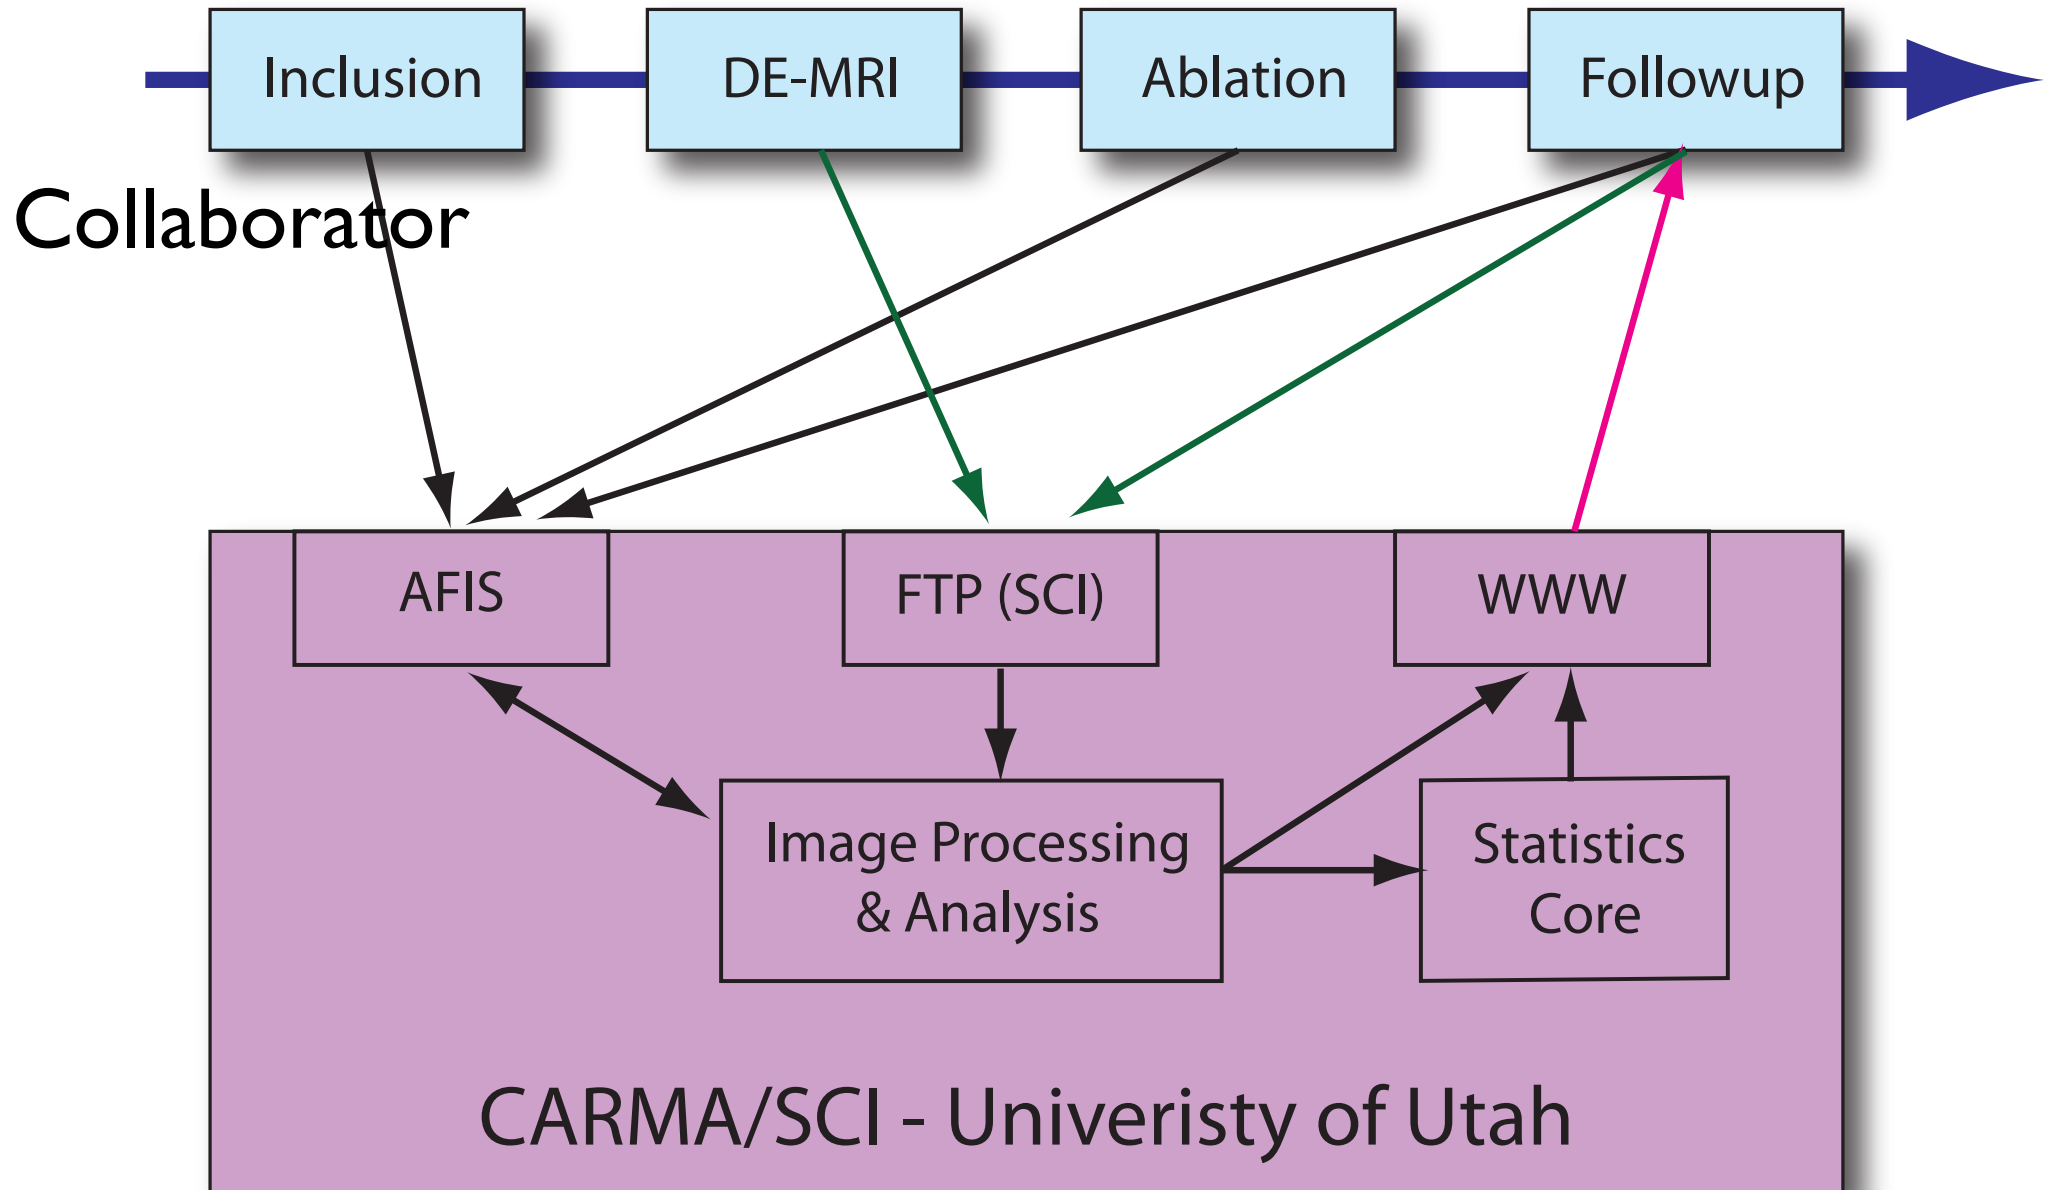 Inclusion
DE-MRI
Ablation
Followup
Collaborator
AFIS
FTP (SCI)
WWW
Image Processing
& Analysis
Statistics
Core
CARMA/SCI - Univeristy of Utah